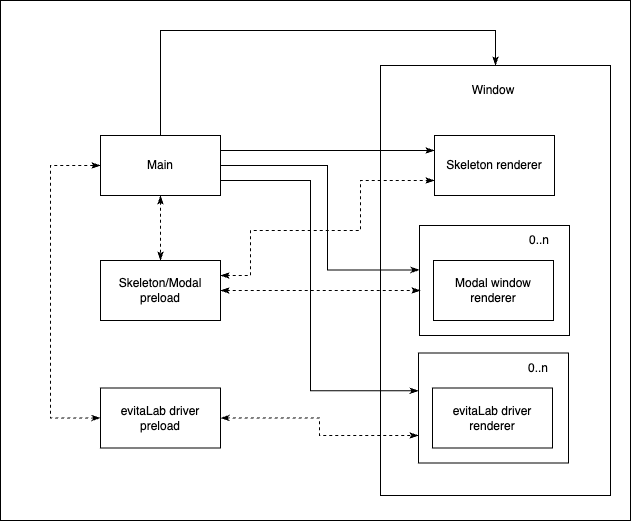 Window
Main
Skeleton renderer
0..n
Skeleton/Modal
preload
Modal window
renderer
0..n
evitaLab driver
preload
evitaLab driver
renderer